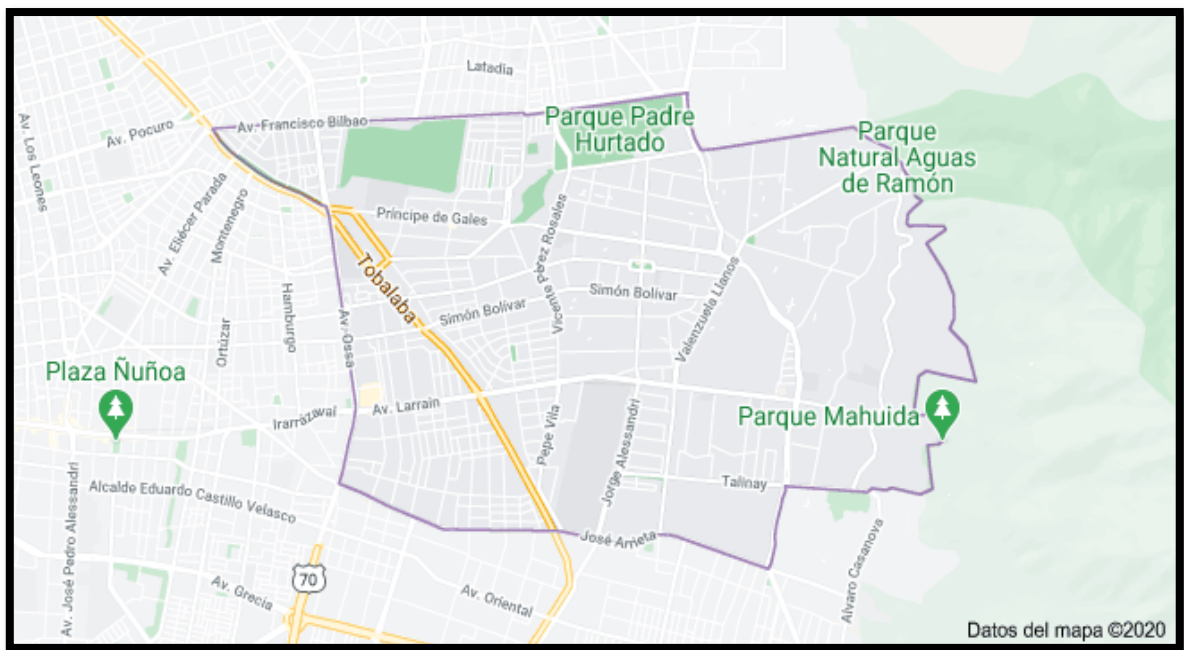 Latadia
Av. Pocuro
Av. Francisco Bilbao
Parque Padre
Hurtado
Parque
Natural Aguas
de Ramón
Av. Los Leones
Av. Eliécer Parada
Montenegro
Príncipe de Gales
Vicente Pérez Rosales
Tobalaba
Simón Bolívar
Simón Bolívar
Valenzuela Llanos
Hamburgo
Ortúzar
Av. Ossa
Plaza Ñuñoa
Irarrázaval
Av. Larrain
Pepe Vila
Jorge Alessandri
Parque Mahuida
Talinay
Av. José Pedro Alessandri
Alcalde Eduardo Castillo Velasco
José Arrieta
70
Av. Grecia
Av. Oriental
Alvaro Casanova
Datos del mapa ©2020